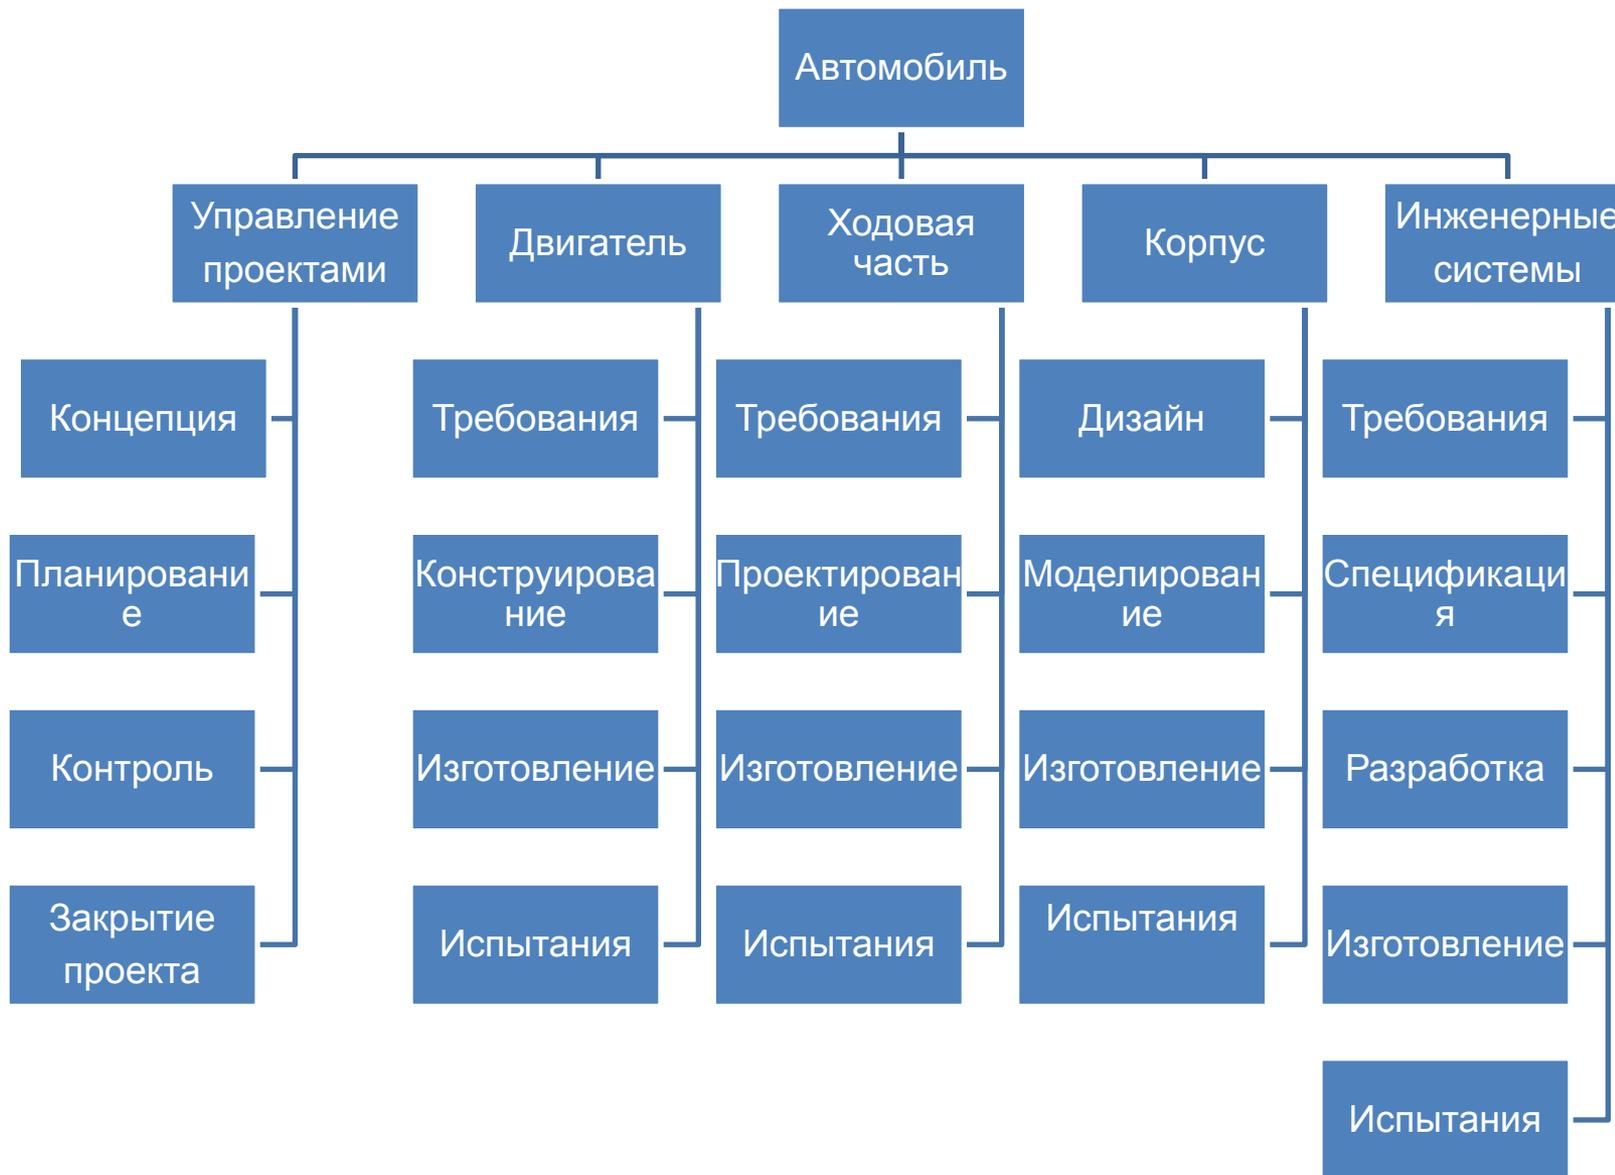 Автомобиль
Управление
проектами
Двигатель
Ходовая
часть
Корпус
Инженерные
системы
Концепция
Требования
Требования
Дизайн
Требования
Планировани
е
Конструирова
ние
Проектирован
ие
Моделирован
ие
Спецификаци
я
Контроль
Изготовление
Изготовление
Изготовление
Разработка
Закрытие
проекта
Испытания
Испытания
Испытания
Изготовление
Испытания